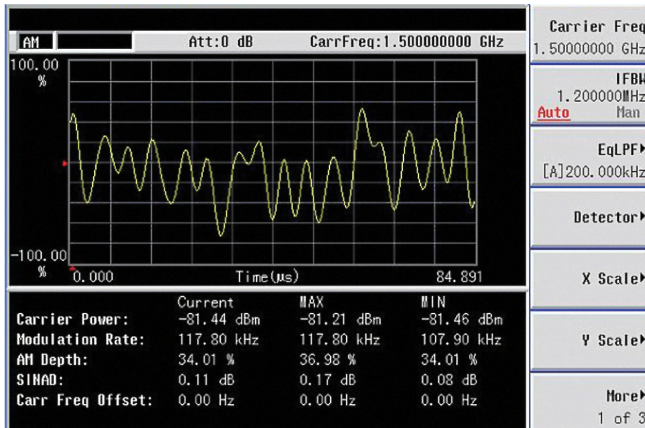 AM Att:0 dB CarrFreq:1.500000000 GHz
100.00
%
-100.00
%
0.000 Time(μs) 84.891
Current MAX MIN
Carrier Power: -81.44 dBm -81.21 dBm -81.46 dBm
Modulation Rate: 117.80 kHz 117.80 kHz 107.90 kHz
AM Depth: 34.01 % 36.98 % 34.01 %
SINAD: 0.11 dB 0.17 dB 0.08 dB
Carr Freq Offset: 0.00 Hz 0.00 Hz 0.00 Hz
Carrier Freq
1.50000000 GHz
IFBW
1.200000MHz
Auto Man
EqLPF
[A]200.000kHz
Detector
X Scale
Y Scale
More
1 of 3